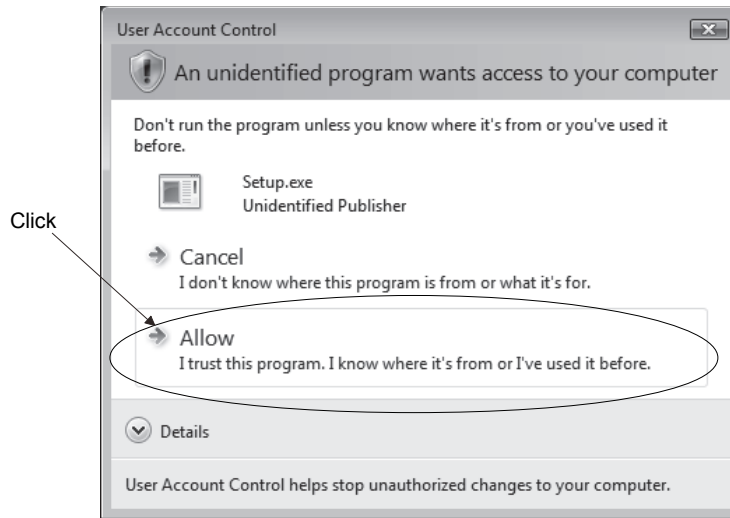 User Account Control
An unidentified program wants access to your computer
Don't run the program unless you know where it's from or you've used it
before.
Setup.exe
Unidentified Publisher
Click
Cancel
I don't know where this program is from or what it's for.
Allow
I trust this program. I know where it's from or I've used it before.
Details
User Account Control helps stop unauthorized changes to your computer.